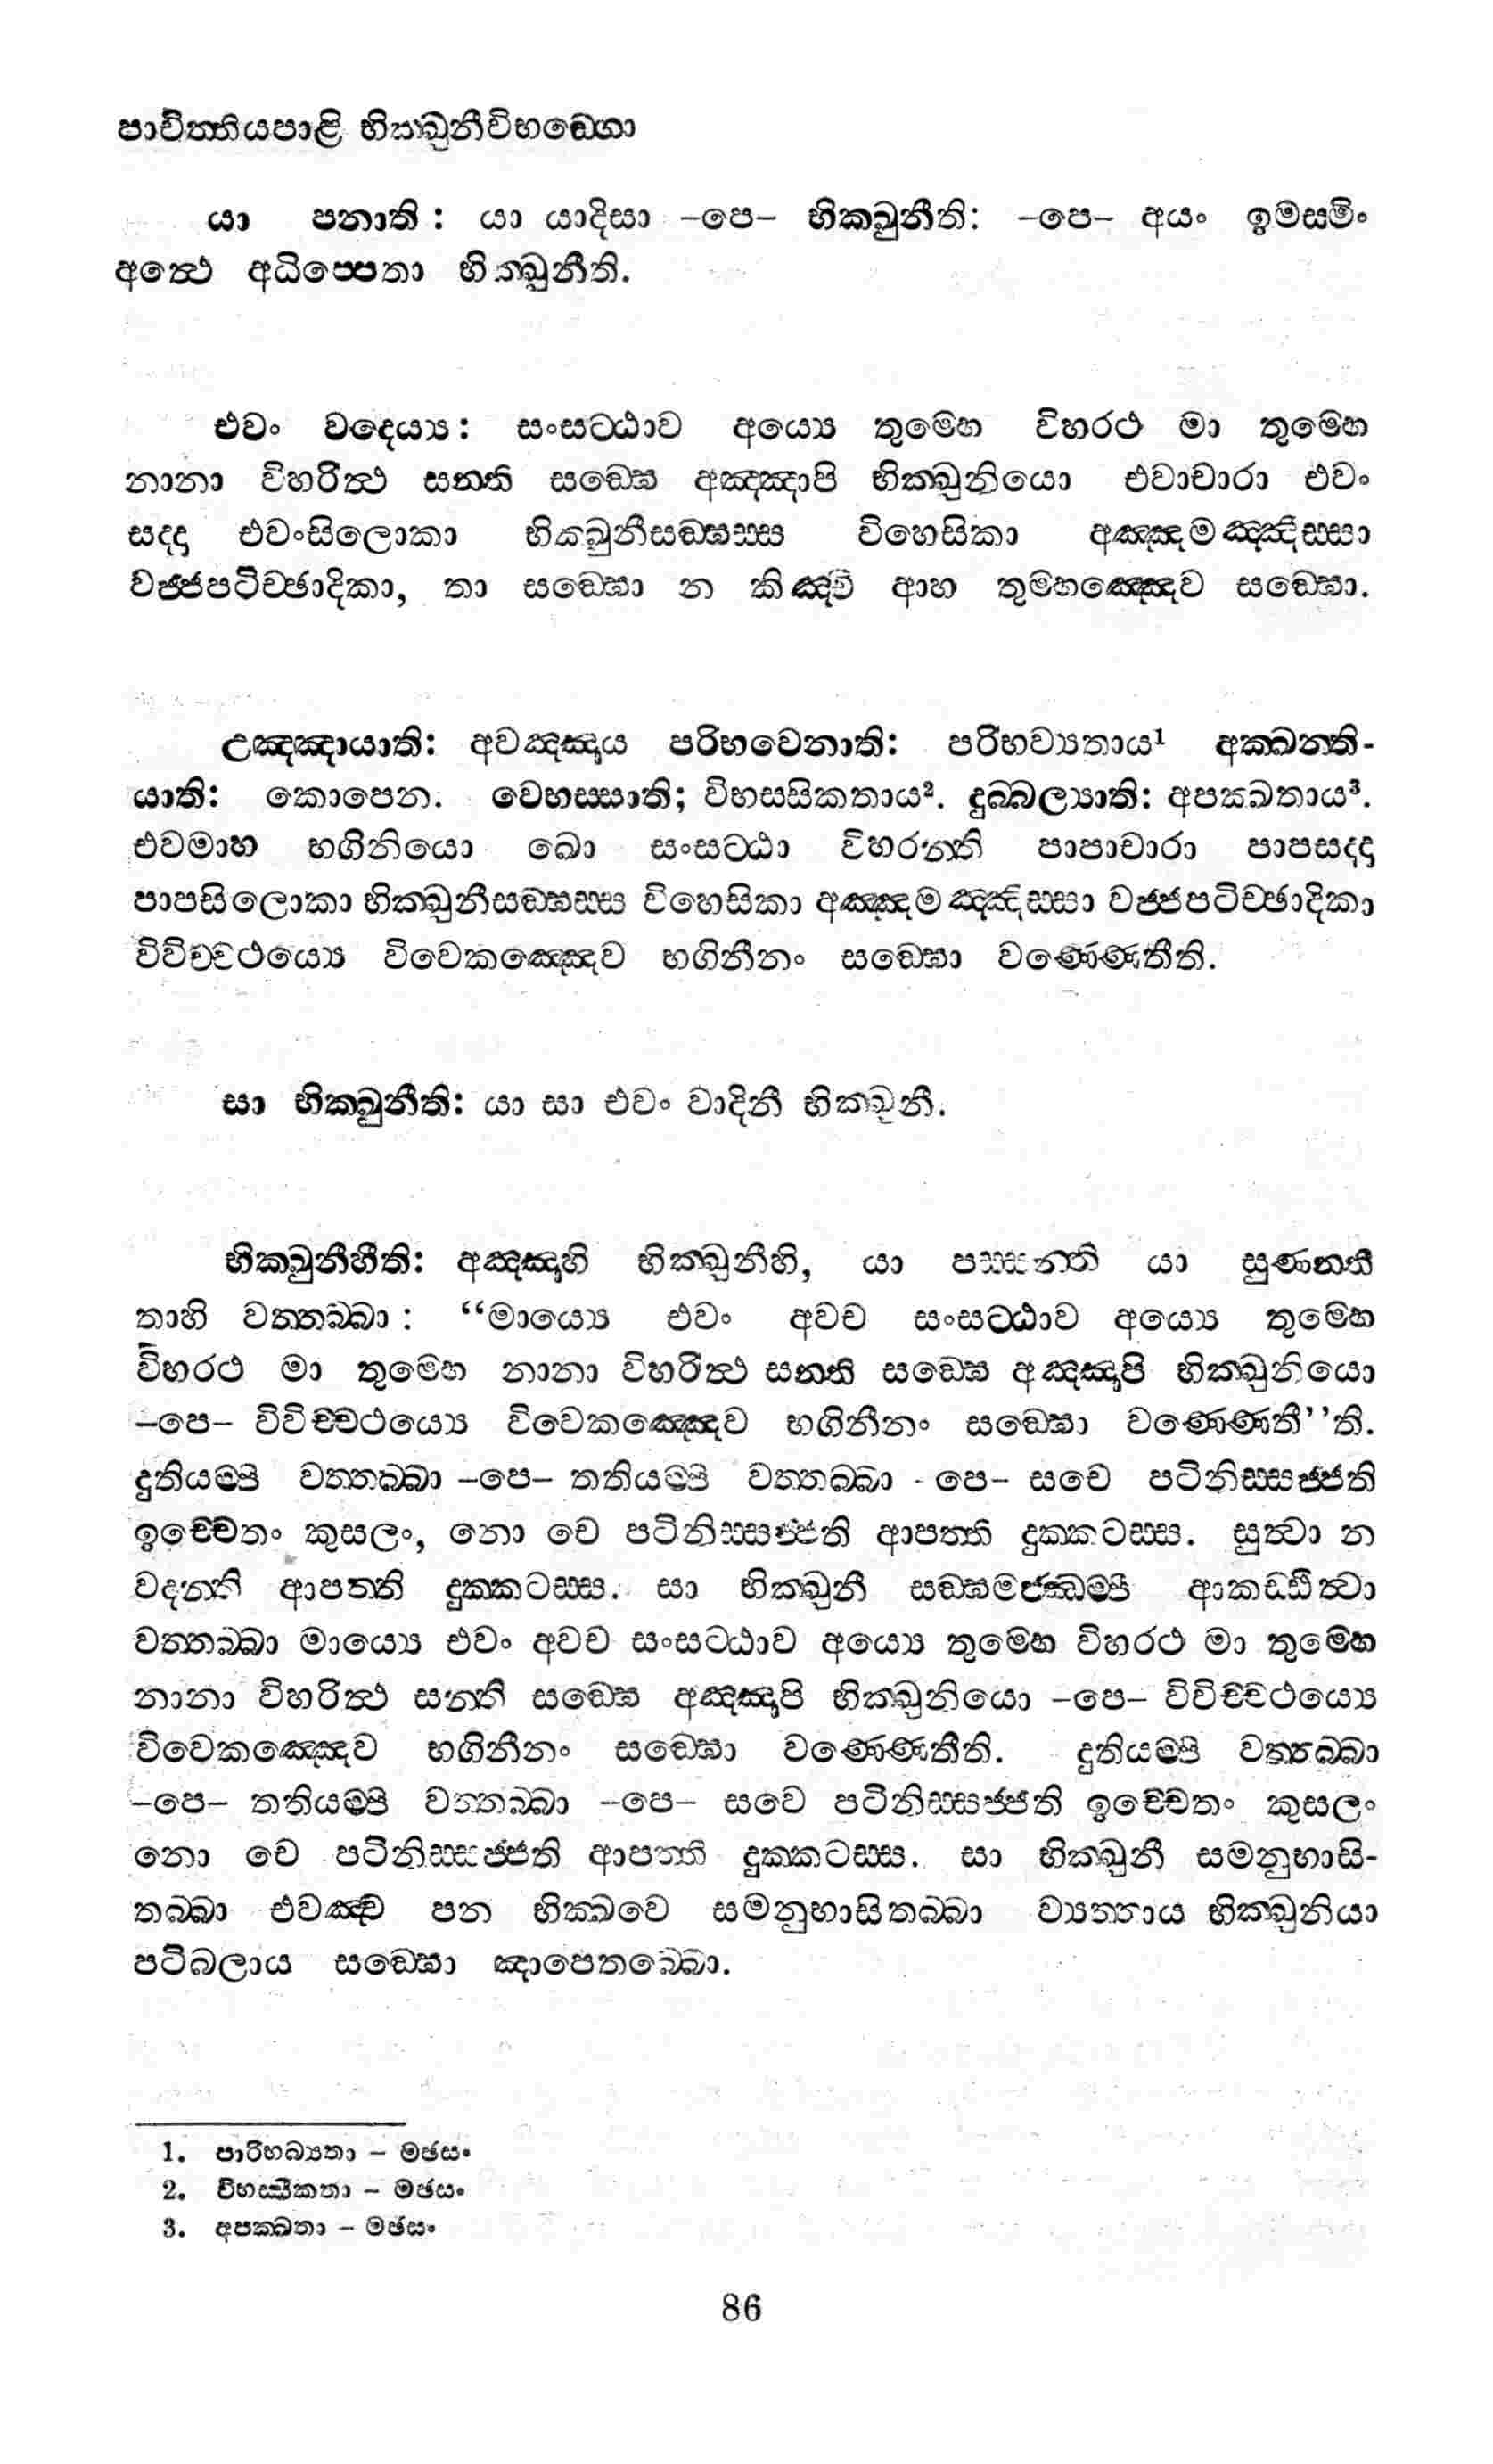 පාචිත්තියපාළි භික්ඛුනීවිභඞ්ගො
යා පනාති : යා යාදිසා –පෙ– භික්ඛුනීති: –පෙ– අයං ඉමස්මිං
අත්ථෙ අධිප්පෙතා භික්ඛුනීති.
එවං වදෙය්‍ය : සංසට්ඨාව අය්‍යෙ තුම්හෙ විහරථ මා තුම්හෙ
නානා විහරිත්ථ සන්ති සඞ්ඝෙ අඤ්ඤාපි භික්ඛුනියො එවාචාරා එවං
සද්දා එවංසිලොකා භික්ඛුනීසඞ්ඝස්ස විහෙසිකා අඤ්ඤමඤ්ඤිස්සා
වජ්ජපටිච්ඡාදිකා, තා සඞ්ඝො න කිඤ්චි ආහ තුම්හඤ්ඤෙව සඞ්ඝො.
උඤ්ඤායාති: අවඤ්ඤාය පරිභවෙනාති: පරිභව්‍යතාය¹ අක්ඛන්ති-
යාති: කොපෙන. වෙභස්සාති; විභස්සිකතාය². දුබ්බල්‍යාති: අපක්ඛතාය³.
එවමාහ භගිනියො ඛො සංසට්ඨා විහරන්ති පාපාචාරා පාපසද්දා
පාපසිලොකා භික්ඛුනීසඞ්ඝස්ස විහෙසිකා අඤ්ඤමඤ්ඤිස්සා වජ්ජපටිච්ඡාදිකා
විවිච්චථය්‍යෙ විවෙකඤ්ඤෙව භගිනීනං සඞ්ඝො වණ්ණෙතීති.
සා භික්ඛුනීති: යා සා එවං වාදිනී භික්ඛුනී.
භික්ඛුනීහීති: අඤ්ඤාහි භික්ඛුනීහි, යා පස්සන්ති යා සුණන්තී
තාහි වත්තබ්බා : “මාය්‍යෙ එවං අවච සංසට්ඨාව අය්‍යෙ තුම්හෙ
විහරථ මා තුම්හෙ නානා විහරිත්ථ සන්ති සඞ්ඝෙ අඤ්ඤාපි භික්ඛුනියො
–පෙ– විවිච්චථය්‍යෙ විවෙකඤ්ඤෙව භගිනීනං සඞ්ඝො වණ්ණෙතී’’ති.
දුතියම්පි වත්තබ්බා –පෙ– තතියම්පි වත්තබ්බා - පෙ– සචෙ පටිනිස්සජ්ජති
ඉච්චෙතං කුසලං, නො චෙ පටිනිස්සජ්ජති ආපත්ති දුක්කටස්ස. සුත්වා න
වදන්ති ආපත්ති දුක්කටස්ස. සා භික්ඛුනී සඞ්ඝමජ්ඣම්පි ආකඩ්ඪිත්වා
වත්තබ්බා මාය්‍යෙ එවං අවච සංසට්ඨාව අය්‍යෙ තුම්හෙ විහරථ මා තුම්හෙ
නානා විහරිත්ථ සන්ති සඞ්ඝෙ අඤ්ඤාපි භික්ඛුනියො –පෙ– විවිච්චථය්‍යෙ
විවෙකඤ්ඤෙව භගිනීනං සඞ්ඝො වණ්ණෙතීති. දුතියම්පි වත්තබ්බා
–පෙ– තතියම්පි වත්තබ්බා –පෙ– සචෙ පටිනිස්සජ්ජති ඉච්චෙතං කුසලං
නො චෙ පටිනිස්සජ්ජති ආපත්ති දුක්කටස්ස. සා භික්ඛුනී සමනුභාසි-
තබ්බා එවඤ්ච පන භික්ඛවෙ සමනුභාසිතබ්බා ව්‍යත්තාය භික්ඛුනියා
පටිබලාය සඞ්ඝො ඤාපෙතබ්බො.
1. පාරිභබ්‍යතා – මඡසං
2. විභස්සීකතා – මඡසං
3. අපක්ඛතා – මඡසං
86